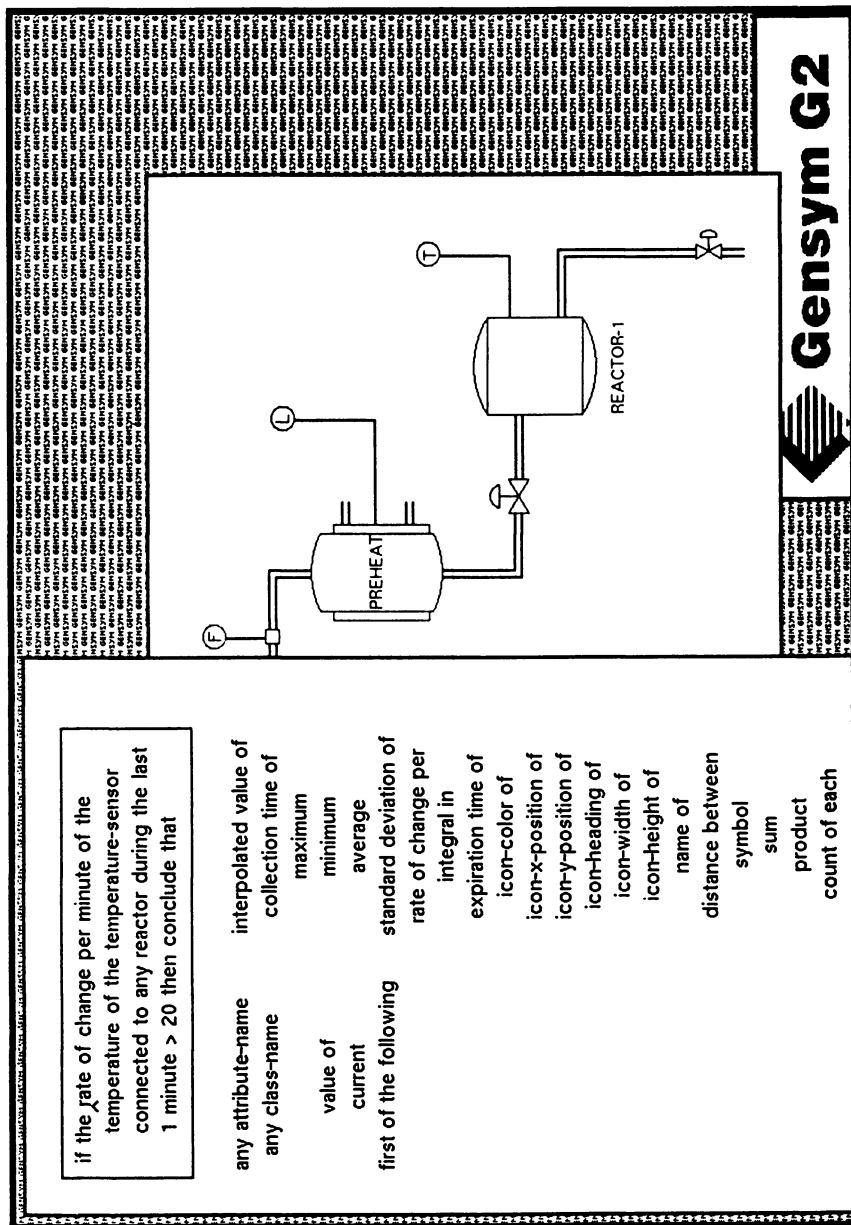 if the rate of change per minute of the
temperature of the temperature-sensor
connected to any reactor during the last
1 minute > 20 then conclude that
any attribute-name
any class-name
value of
current
first of the following
interpolated value of
collection time of
maximum
minimum
average
standard deviation of
rate of change per
integral in
expiration time of
icon-color of
icon-x-position of
icon-y-position of
icon-heading of
icon-width of
icon-height of
name of
distance between
symbol
sum
product
count of each
F
L
T
PREHEAT
REACTOR-1
Gensym G2